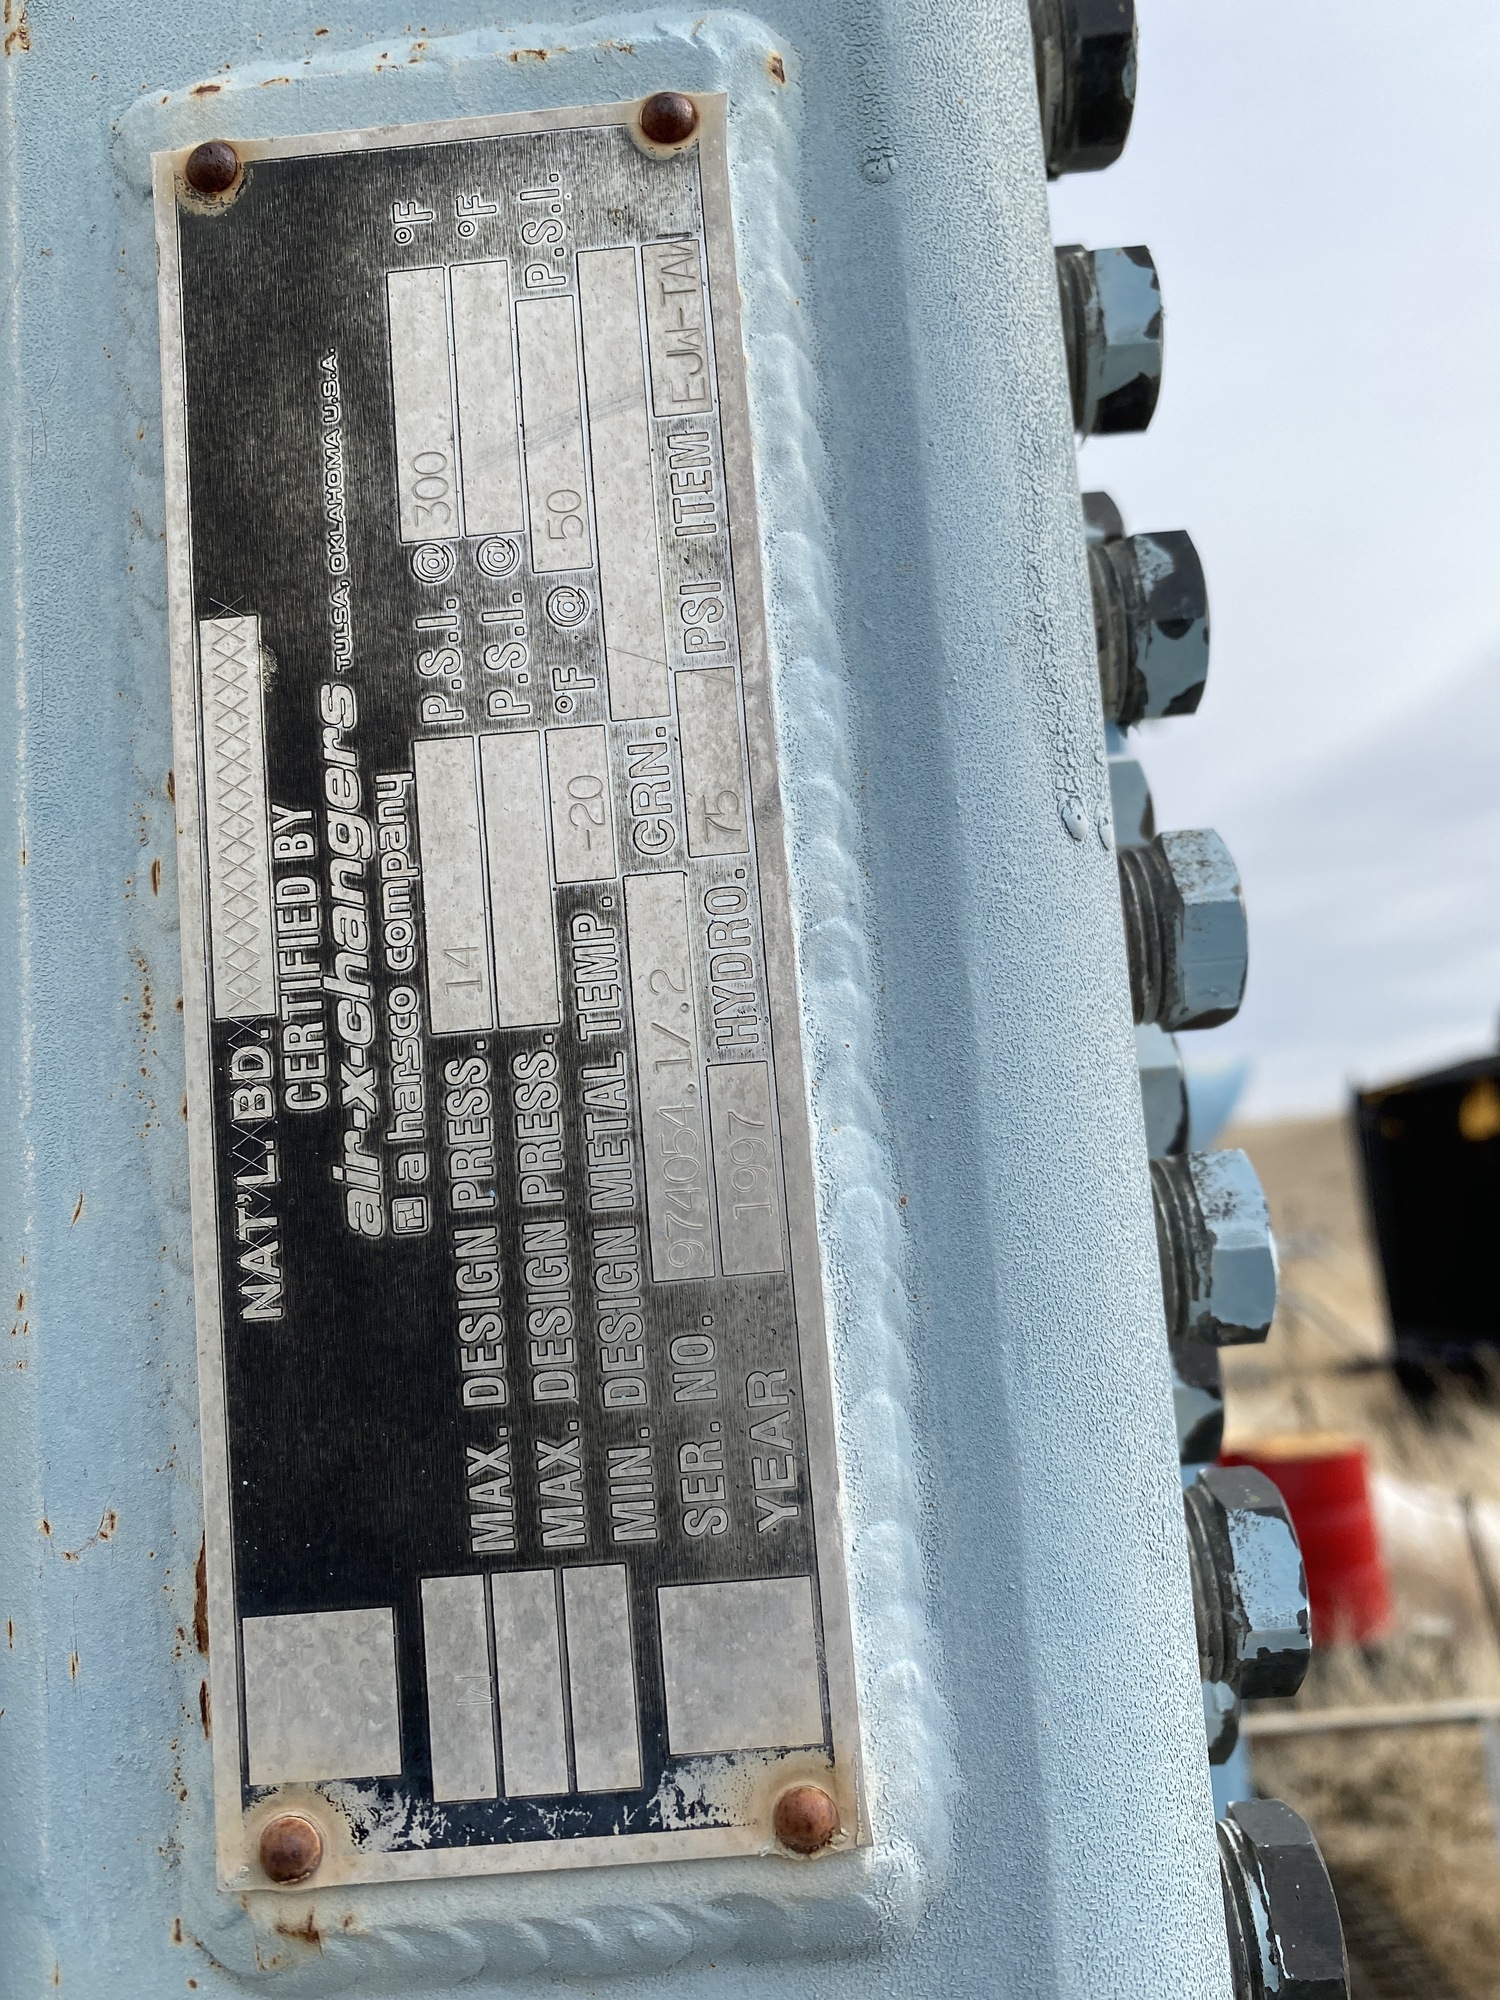 NAT'L. BD.
CERTIFIED BY
air-x-changers TULSA, OKLAHOMA U.S.A.
a harsco company
MAX. DESIGN PRESS. 14 P.S.I. @ 300 °F
MAX. DESIGN PRESS. P.S.I. @ °F
MIN. DESIGN METAL TEMP. -20 °F @ 50 P.S.I.
SER. NO. 974054.1/.2 CRN. /
YEAR 1997 HYDRO. 75 PSI ITEM EJW-TAW
W